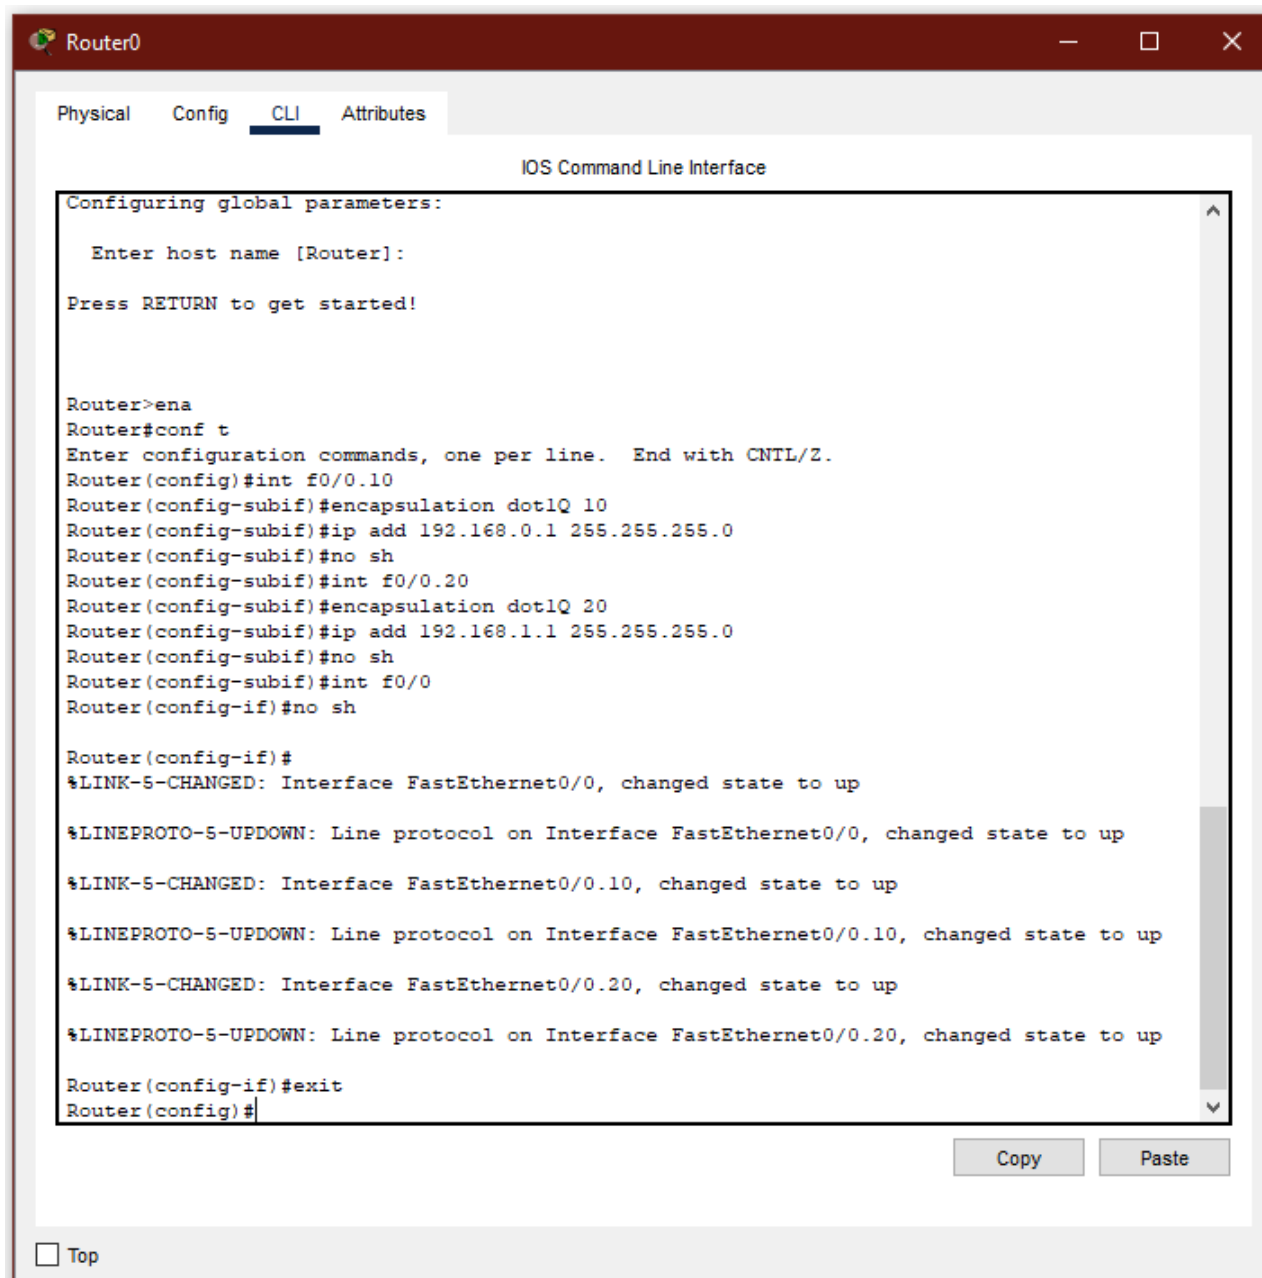 Router0
Physical Config CLI Attributes
IOS Command Line Interface
Configuring global parameters:
Enter host name [Router]:
Press RETURN to get started!
Router>ena
Router#conf t
Enter configuration commands, one per line.  End with CNTL/Z.
Router(config)#int f0/0.10
Router(config-subif)#encapsulation dot1Q 10
Router(config-subif)#ip add 192.168.0.1 255.255.255.0
Router(config-subif)#no sh
Router(config-subif)#int f0/0.20
Router(config-subif)#encapsulation dot1Q 20
Router(config-subif)#ip add 192.168.1.1 255.255.255.0
Router(config-subif)#no sh
Router(config-subif)#int f0/0
Router(config-if)#no sh
Router(config-if)#
%LINK-5-CHANGED: Interface FastEthernet0/0, changed state to up
%LINEPROTO-5-UPDOWN: Line protocol on Interface FastEthernet0/0, changed state to up
%LINK-5-CHANGED: Interface FastEthernet0/0.10, changed state to up
%LINEPROTO-5-UPDOWN: Line protocol on Interface FastEthernet0/0.10, changed state to up
%LINK-5-CHANGED: Interface FastEthernet0/0.20, changed state to up
%LINEPROTO-5-UPDOWN: Line protocol on Interface FastEthernet0/0.20, changed state to up
Router(config-if)#exit
Router(config)#
Copy Paste
Top